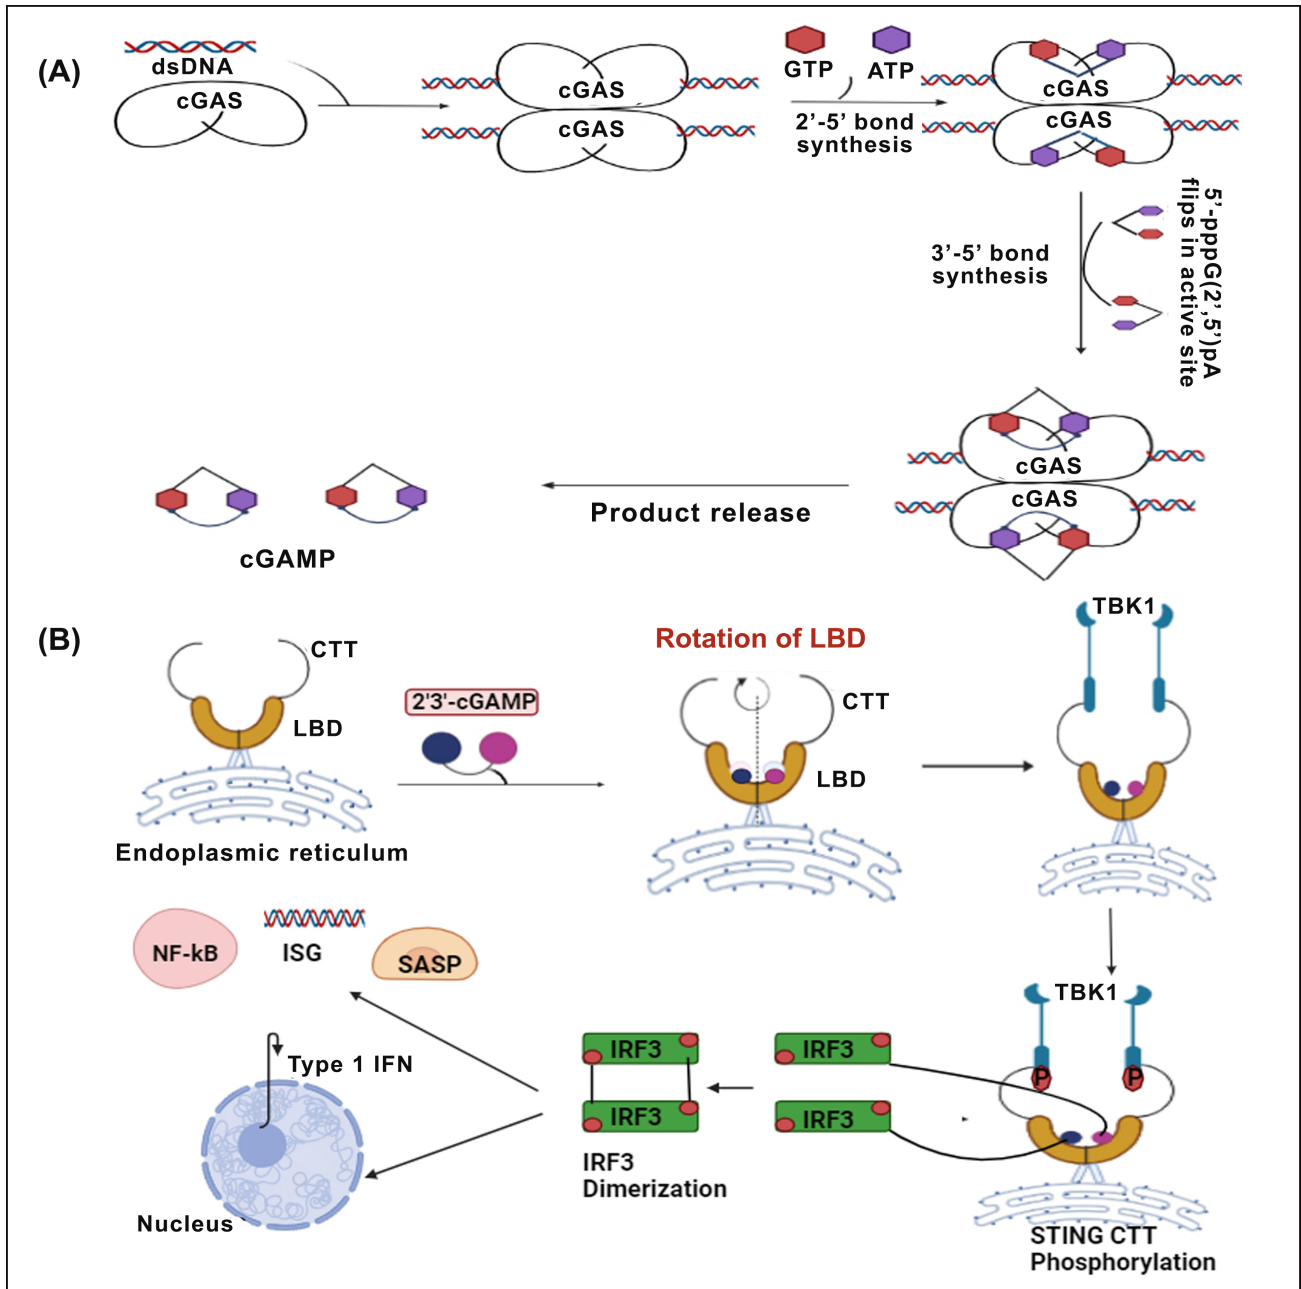 (A)
dsDNA
cGAS
cGAS
cGAS
GTP
ATP
2'-5' bond
synthesis
cGAS
cGAS
3'-5' bond
synthesis
5'-pppG(2',5')pA
flips in active site
cGAS
cGAS
Product release
cGAMP
(B)
CTT
LBD
Endoplasmic reticulum
2'3'-cGAMP
Rotation of LBD
CTT
LBD
TBK1
TBK1
P
P
STING CTT
Phosphorylation
IRF3
IRF3
IRF3
IRF3
IRF3
Dimerization
NF-kB
ISG
SASP
Type 1 IFN
Nucleus